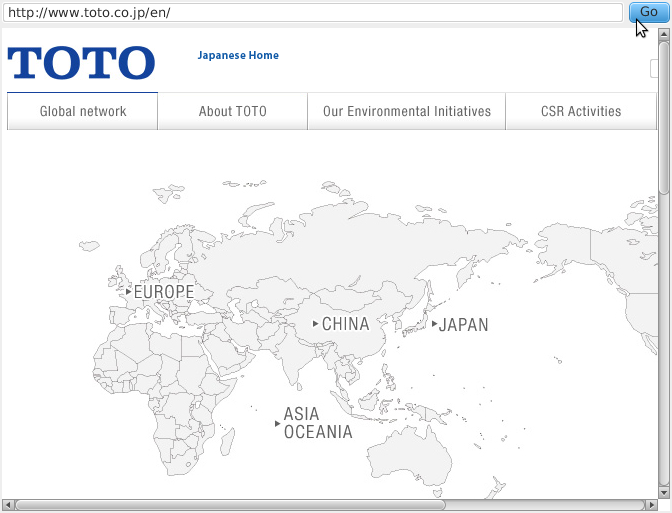 http://www.toto.co.jp/en/
Go
TOTO
Japanese Home
Global network
About TOTO
Our Environmental Initiatives
CSR Activities
EUROPE
CHINA
JAPAN
ASIA
OCEANIA